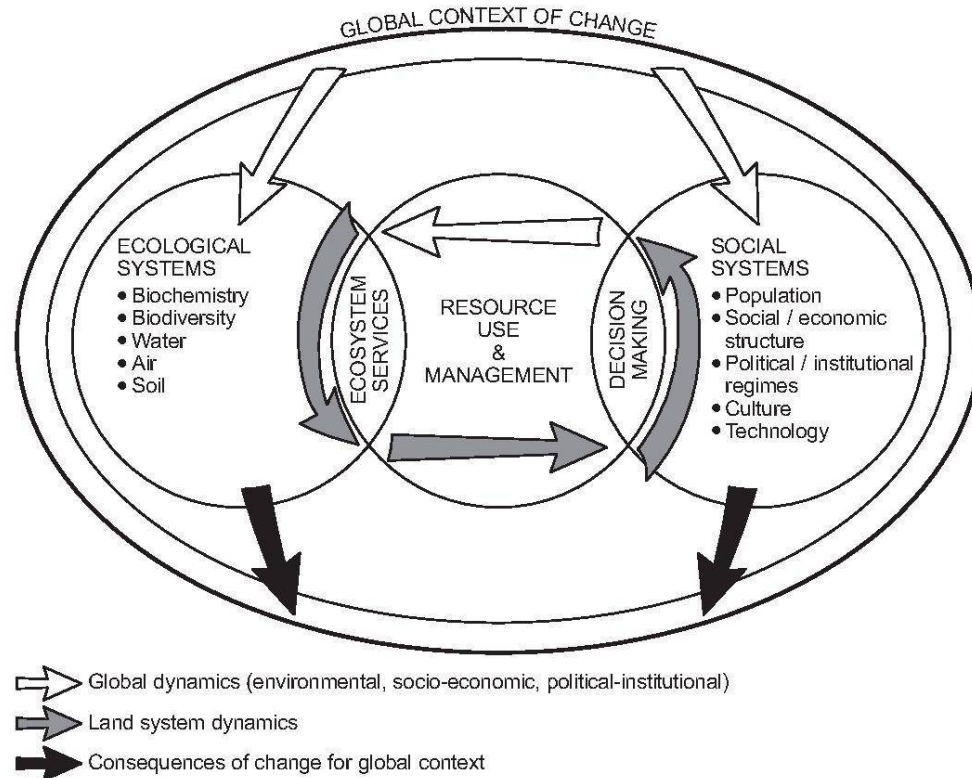 GLOBAL CONTEXT OF CHANGE
ECOLOGICAL
SYSTEMS
• Biochemistry
• Biodiversity
• Water
• Air
• Soil
ECOSYSTEM
SERVICES
RESOURCE
USE
&
MANAGEMENT
DECISION
MAKING
SOCIAL
SYSTEMS
• Population
• Social / economic
structure
• Political / institutional
regimes
• Culture
• Technology
Global dynamics (environmental, socio-economic, political-institutional)
Land system dynamics
Consequences of change for global context